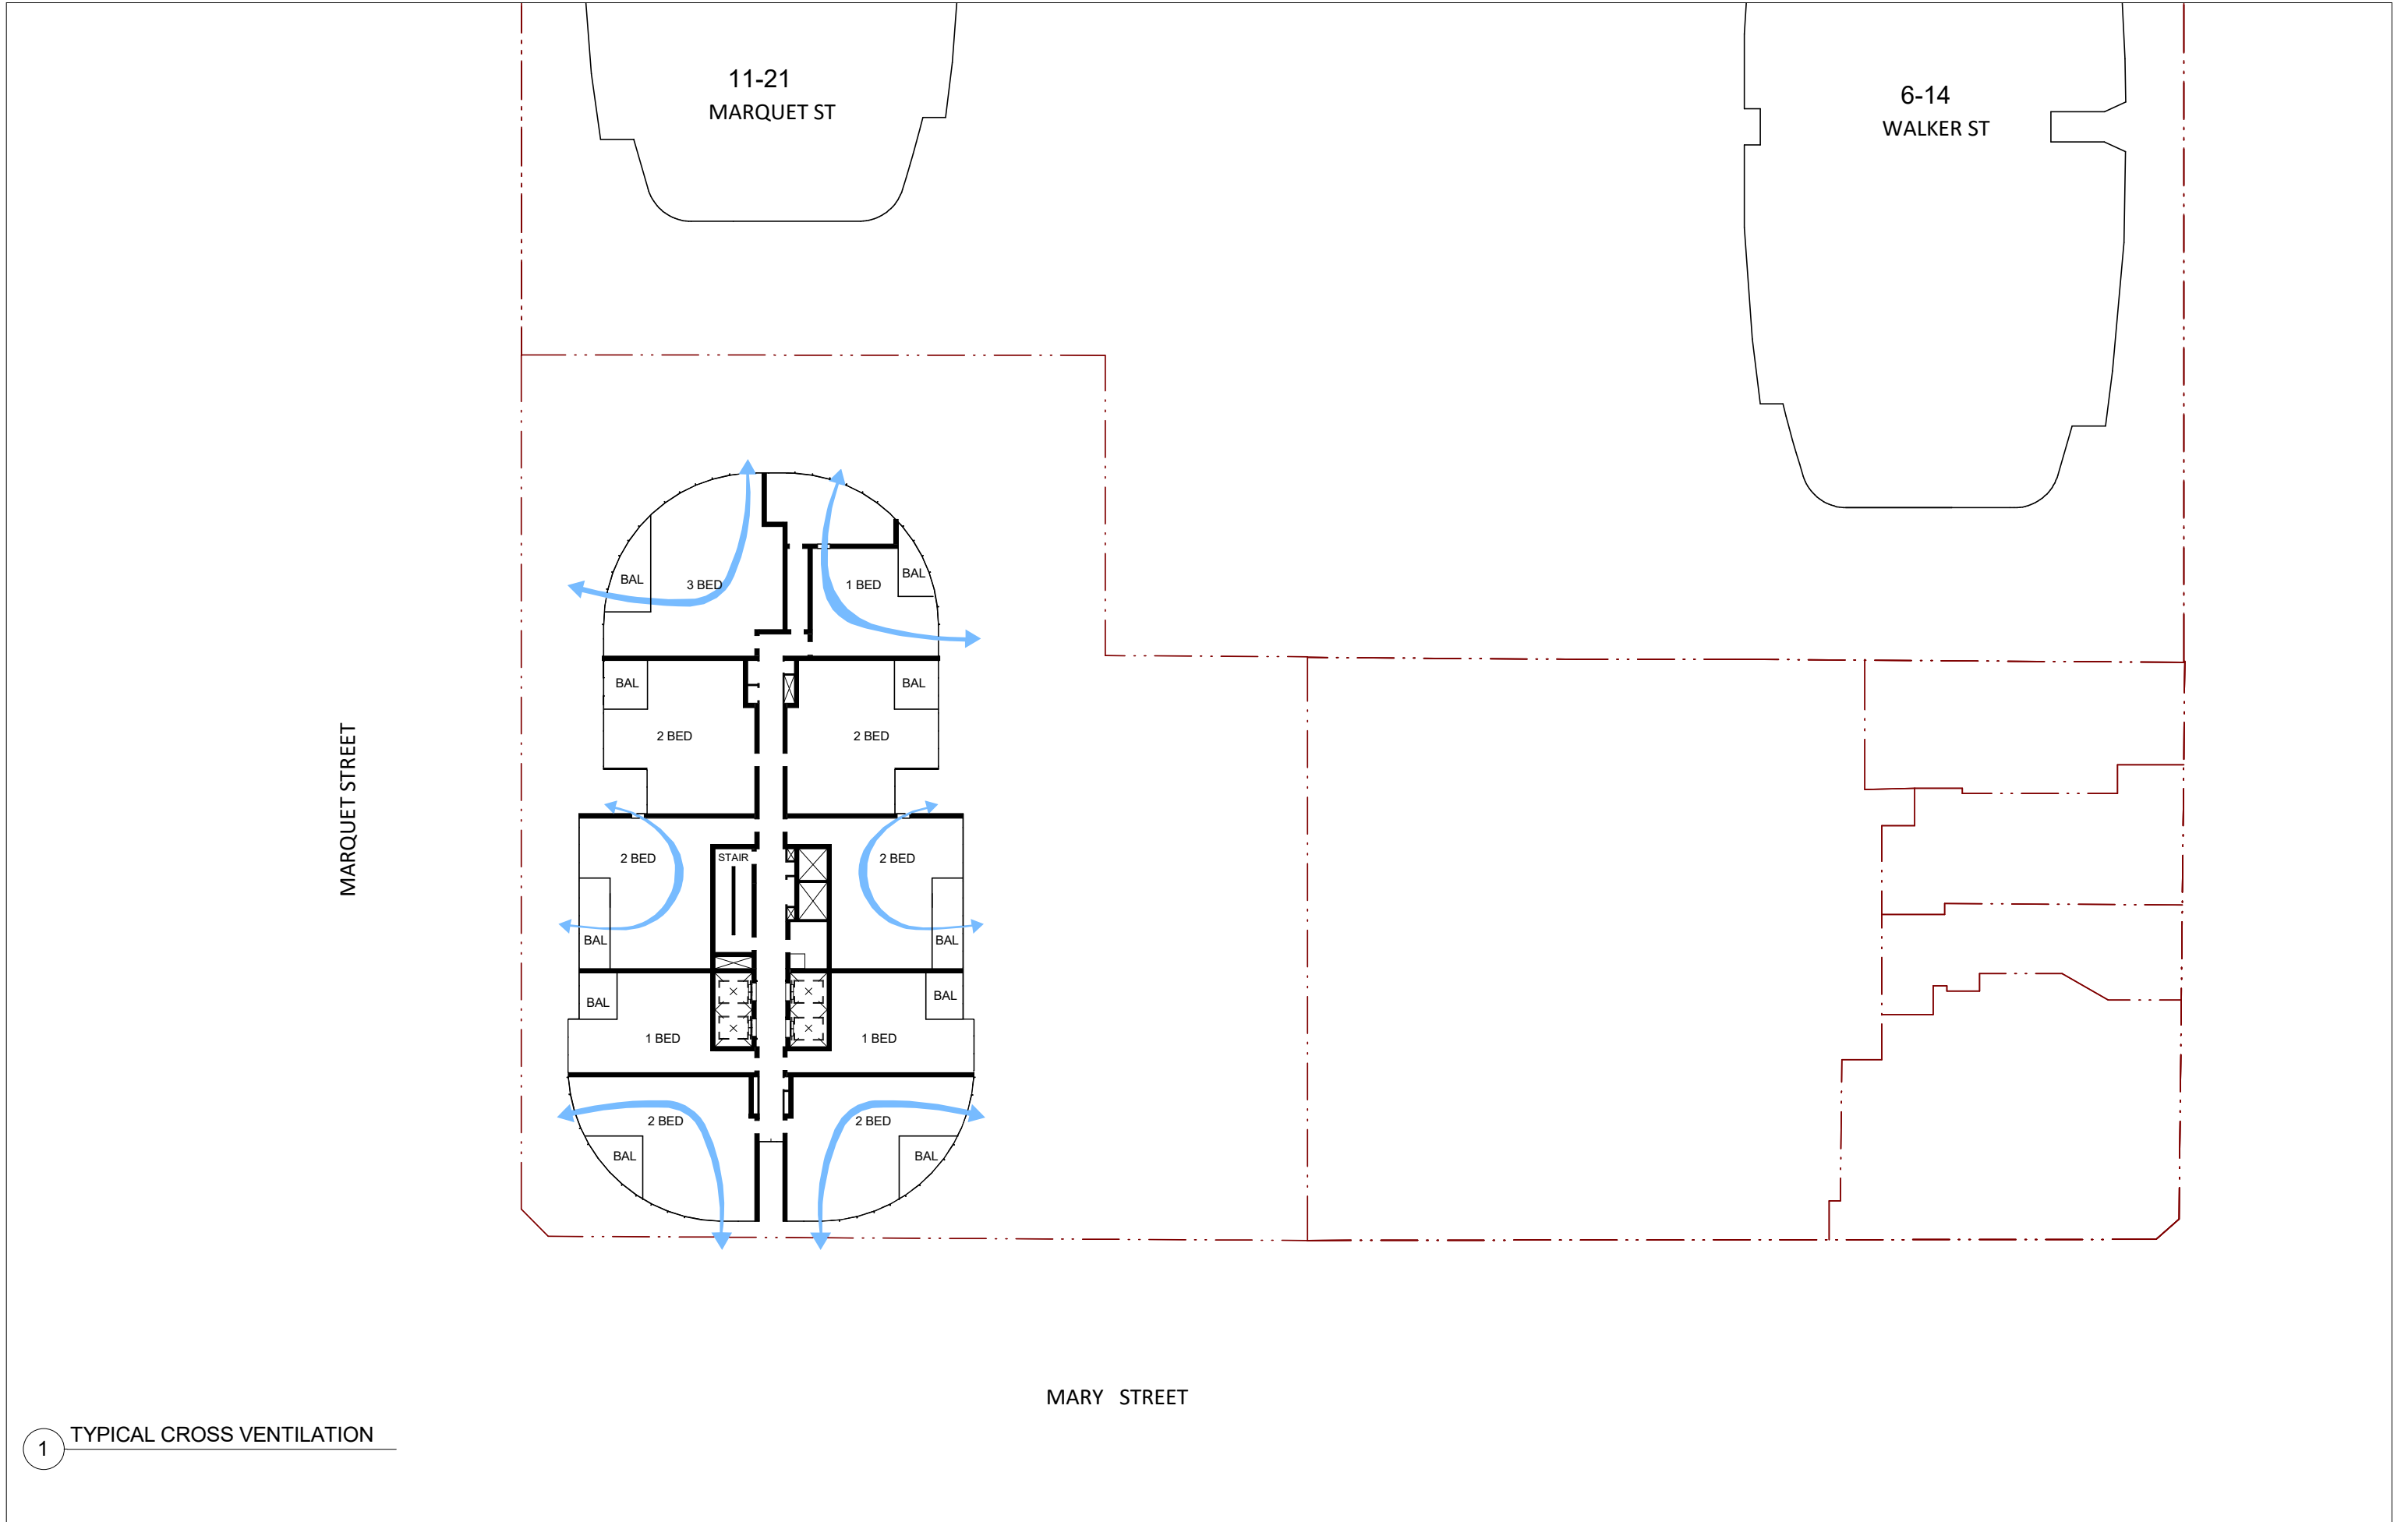 11-21
MARQUET ST
6-14
WALKER ST
BAL
3 BED
1 BED
BAL
BAL
BAL
2 BED
2 BED
MARQUET STREET
2 BED
STAIR
2 BED
BAL
BAL
BAL
BAL
1 BED
1 BED
2 BED
2 BED
BAL
BAL
MARY STREET
1 TYPICAL CROSS VENTILATION